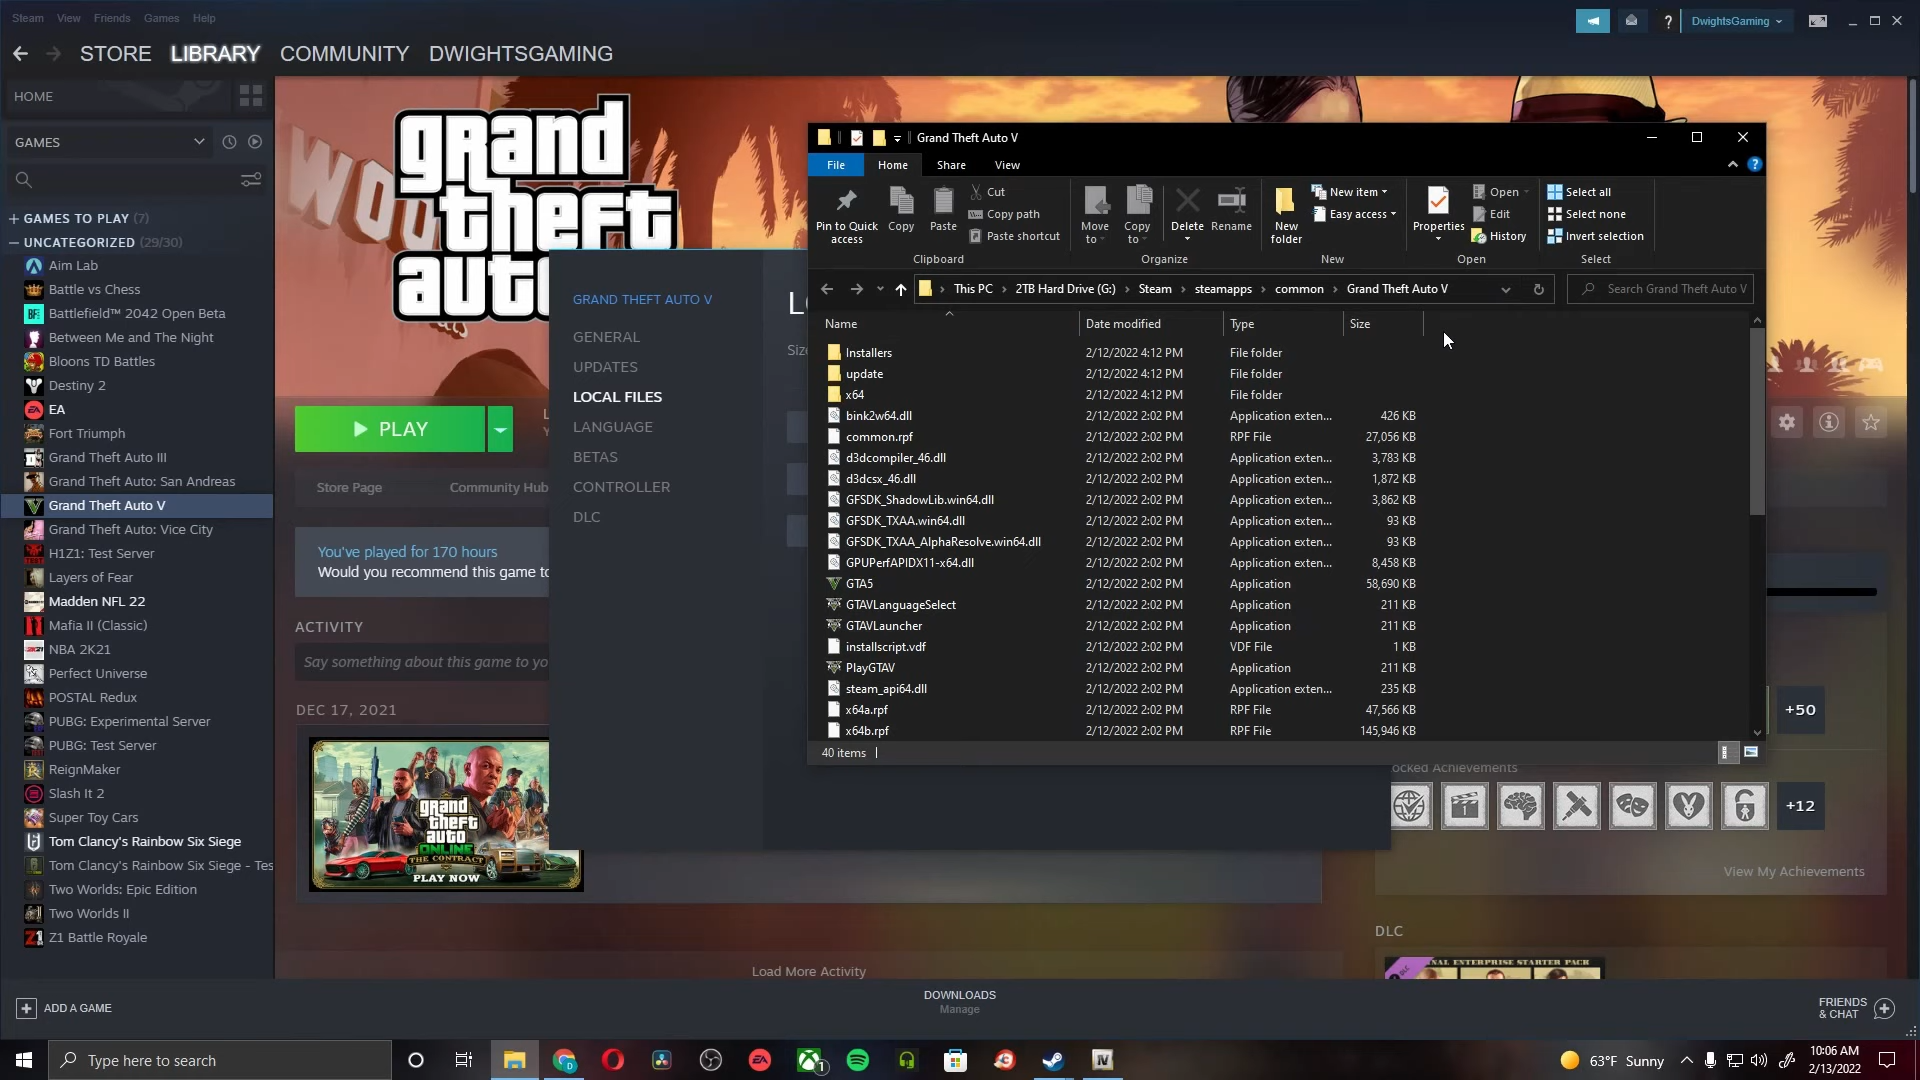 Steam View Friends Games Help
DwightsGaming
STORE LIBRARY COMMUNITY DWIGHTSGAMING
HOME
GAMES
GAMES TO PLAY (7)
UNCATEGORIZED (29/30)
Aim Lab
Battle vs Chess
Battlefield™ 2042 Open Beta
Between Me and The Night
Bloons TD Battles
Destiny 2
EA
Fort Triumph
Grand Theft Auto III
Grand Theft Auto: San Andreas
Grand Theft Auto V
Grand Theft Auto: Vice City
H1Z1: Test Server
Layers of Fear
Madden NFL 22
Mafia II (Classic)
NBA 2K21
Perfect Universe
POSTAL Redux
PUBG: Experimental Server
PUBG: Test Server
ReignMaker
Slash It 2
Super Toy Cars
Tom Clancy's Rainbow Six Siege
Tom Clancy's Rainbow Six Siege - Tes
Two Worlds: Epic Edition
Two Worlds II
Z1 Battle Royale
ADD A GAME
grand
theft
auto
PLAY
Store Page Community Hub
You've played for 170 hours
Would you recommend this game to
ACTIVITY
Say something about this game to yo
DEC 17, 2021
grand
theft
auto
ONLINE
THE CONTRACT
PLAY NOW
Load More Activity
GRAND THEFT AUTO V
GENERAL
UPDATES
LOCAL FILES
LANGUAGE
BETAS
CONTROLLER
DLC
Size
Grand Theft Auto V
File Home Share View
Pin to Quick access
Copy
Paste
Cut
Copy path
Paste shortcut
Clipboard
Move to
Copy to
Delete
Rename
Organize
New folder
New item
Easy access
New
Properties
Open
Edit
History
Open
Select all
Select none
Invert selection
Select
This PC › 2TB Hard Drive (G:) › Steam › steamapps › common › Grand Theft Auto V
Search Grand Theft Auto V
Name Date modified Type Size
Installers 2/12/2022 4:12 PM File folder
update 2/12/2022 4:12 PM File folder
x64 2/12/2022 4:12 PM File folder
bink2w64.dll 2/12/2022 2:02 PM Application exten... 426 KB
common.rpf 2/12/2022 2:02 PM RPF File 27,056 KB
d3dcompiler_46.dll 2/12/2022 2:02 PM Application exten... 3,783 KB
d3dcsx_46.dll 2/12/2022 2:02 PM Application exten... 1,872 KB
GFSDK_ShadowLib.win64.dll 2/12/2022 2:02 PM Application exten... 3,862 KB
GFSDK_TXAA.win64.dll 2/12/2022 2:02 PM Application exten... 93 KB
GFSDK_TXAA_AlphaResolve.win64.dll 2/12/2022 2:02 PM Application exten... 93 KB
GPUPerfAPIDX11-x64.dll 2/12/2022 2:02 PM Application exten... 8,458 KB
GTA5 2/12/2022 2:02 PM Application 58,690 KB
GTAVLanguageSelect 2/12/2022 2:02 PM Application 211 KB
GTAVLauncher 2/12/2022 2:02 PM Application 211 KB
installscript.vdf 2/12/2022 2:02 PM VDF File 1 KB
PlayGTAV 2/12/2022 2:02 PM Application 211 KB
steam_api64.dll 2/12/2022 2:02 PM Application exten... 235 KB
x64a.rpf 2/12/2022 2:02 PM RPF File 47,566 KB
x64b.rpf 2/12/2022 2:02 PM RPF File 145,946 KB
40 items
+50
ocked Achievements
+12
View My Achievements
DLC
NAL ENTERPRISE STARTER PACK
DOWNLOADS
Manage
FRIENDS
& CHAT
Type here to search
63°F Sunny
10:06 AM
2/13/2022